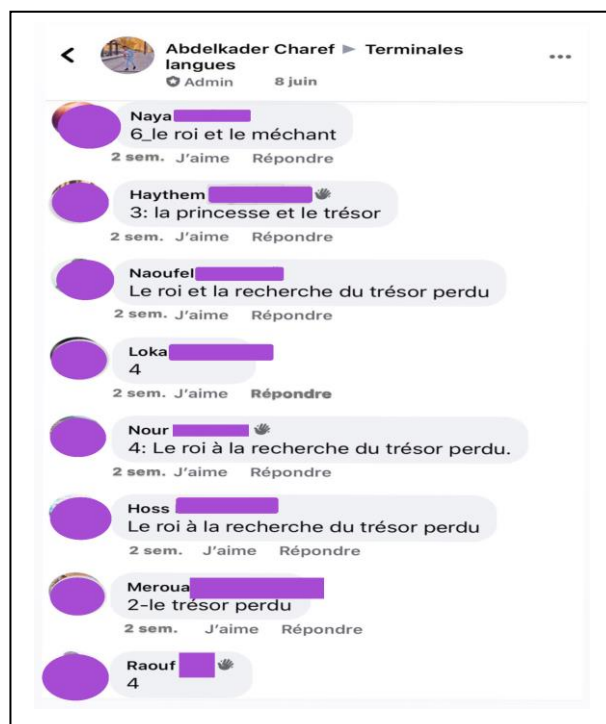 Abdelkader Charef ▶ Terminales
langues
Admin 8 juin
Naya
6_le roi et le méchant
2 sem. J'aime Répondre
Haythem
3: la princesse et le trésor
2 sem. J'aime Répondre
Naoufel
Le roi et la recherche du trésor perdu
2 sem. J'aime Répondre
Loka
4
2 sem. J'aime Répondre
Nour
4: Le roi à la recherche du trésor perdu.
2 sem. J'aime Répondre
Hoss
Le roi à la recherche du trésor perdu
2 sem. J'aime Répondre
Meroua
2-le trésor perdu
2 sem. J'aime Répondre
Raouf
4